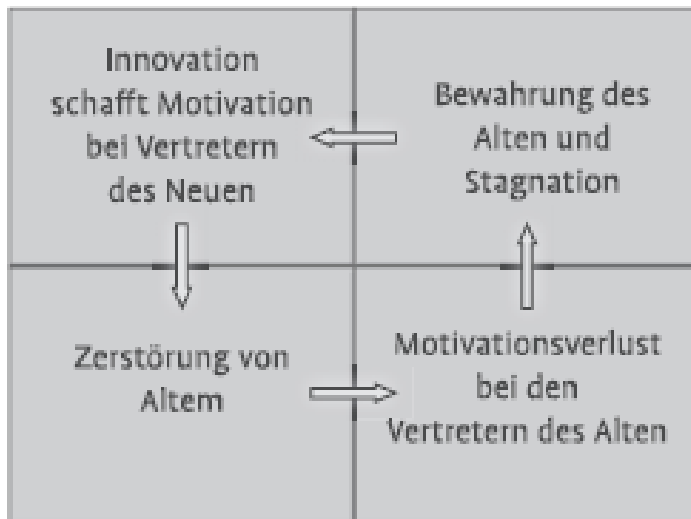 Innovation
schafft Motivation
bei Vertretern
des Neuen
Bewahrung des
Alten und
Stagnation
Zerstörung von
Altem
Motivationsverlust
bei den
Vertretern des Alten